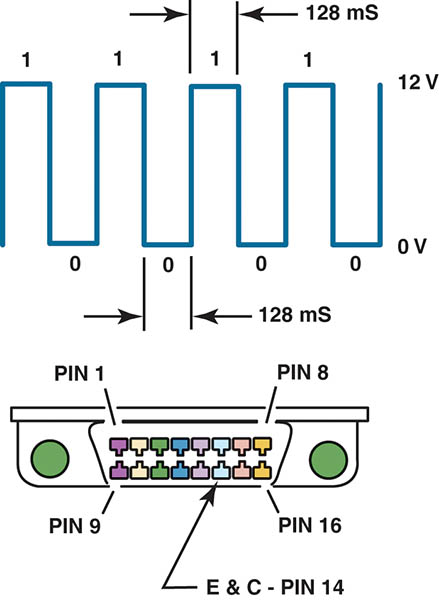 128 mS
1 1 1 1
12 V
0 V
0 0 0 0
128 mS
PIN 1
PIN 8
PIN 9
PIN 16
E & C - PIN 14